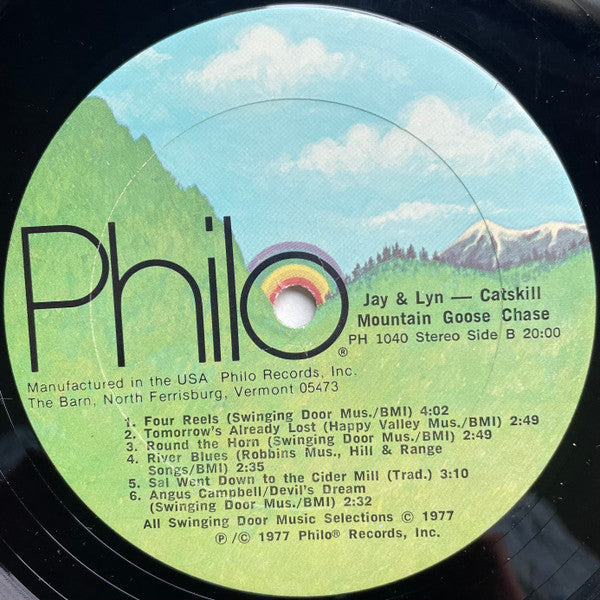 Philo®
Jay & Lyn — Catskill
Mountain Goose Chase
PH 1040 Stereo Side B 20:00
Manufactured in the USA Philo Records, Inc.
The Barn, North Ferrisburg, Vermont 05473
1. Four Reels (Swinging Door Mus./BMI) 4:02
2. Tomorrow's Already Lost (Happy Valley Mus./BMI) 2:49
3. Round the Horn (Swinging Door Mus./BMI) 2:49
4. River Blues (Robbins Mus., Hill & Range
Songs/BMI) 2:35
5. Sal Went Down to the Cider Mill (Trad.) 3:10
6. Angus Campbell/Devil's Dream
(Swinging Door Mus./BMI) 2:32
All Swinging Door Music Selections © 1977
℗/© 1977 Philo® Records, Inc.